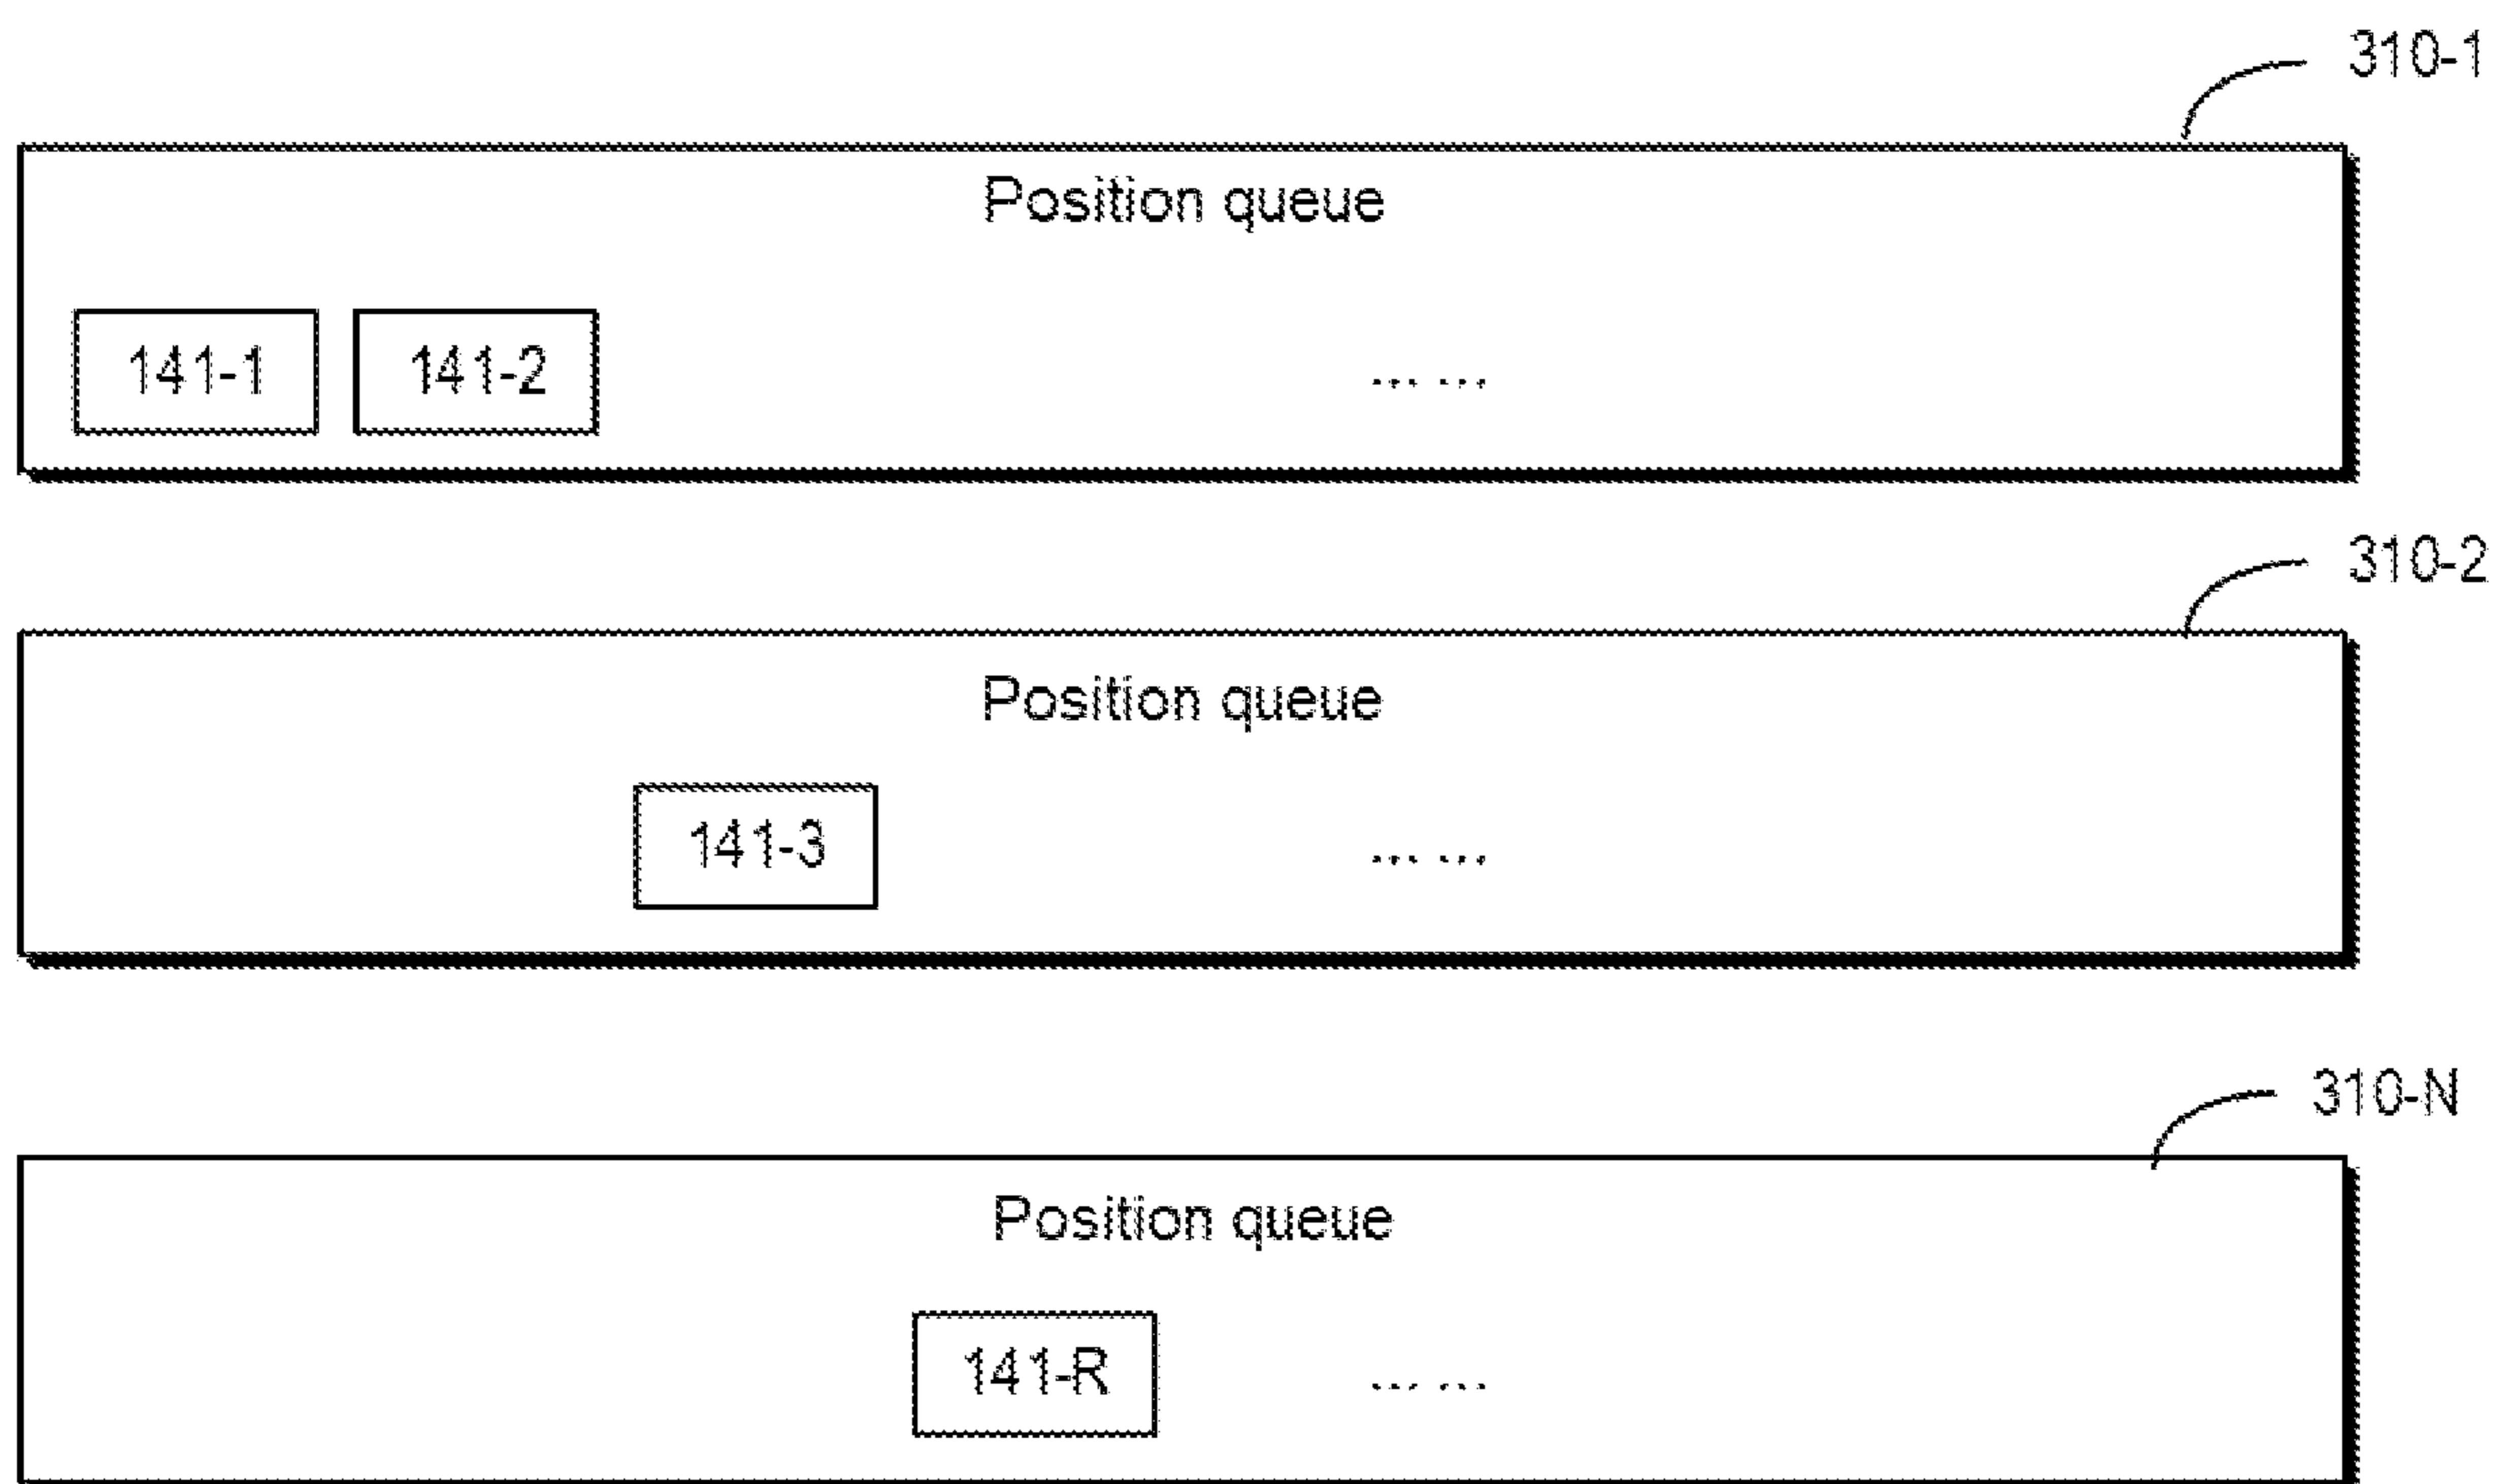 310-1
Position queue
141-1 141-2 ... ...
310-2
Position queue
141-3 ... ...
310-N
Position queue
141-R ... ...